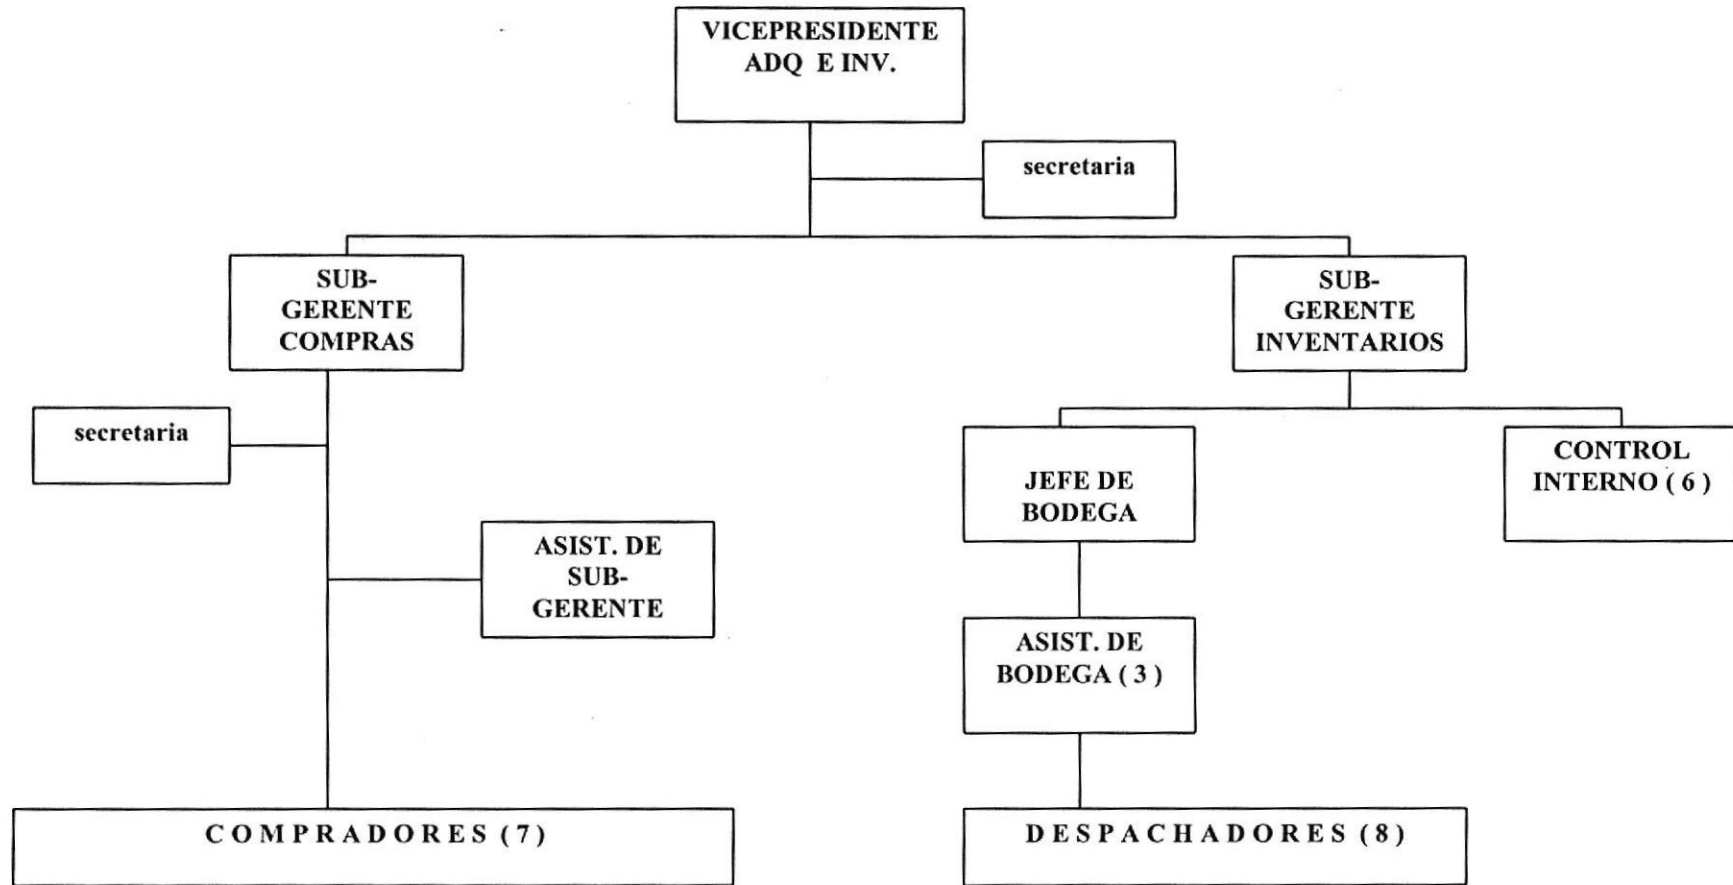 VICEPRESIDENTE
ADQ E INV.
secretaria
SUB-
GERENTE
COMPRAS
SUB-
GERENTE
INVENTARIOS
secretaria
JEFE DE
BODEGA
CONTROL
INTERNO ( 6 )
ASIST. DE
SUB-
GERENTE
ASIST. DE
BODEGA ( 3 )
COMPRADORES (7)
DESPACHADORES (8)